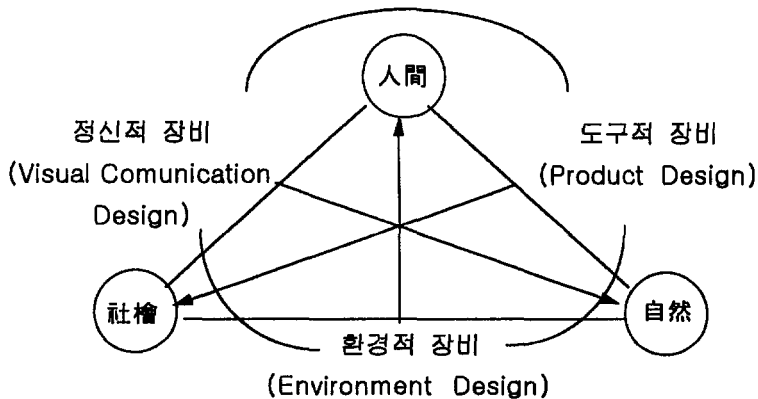 人間
정신적 장비
(Visual Comunication
Design)
도구적 장비
(Product Design)
社檜
自然
환경적 장비
(Environment Design)